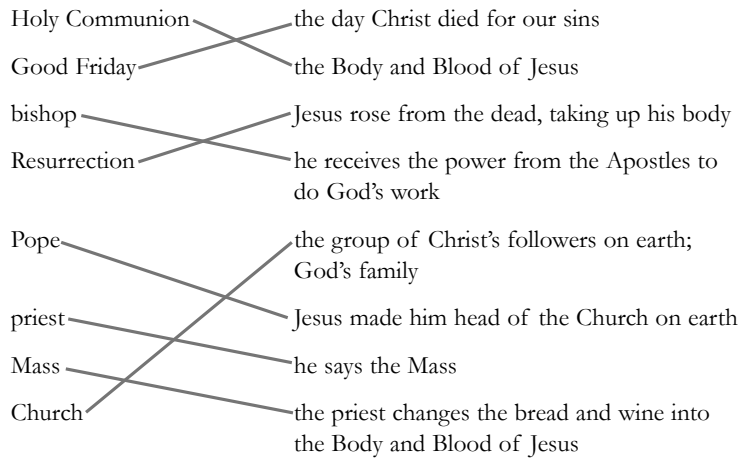 Holy Communion the day Christ died for our sins
Good Friday the Body and Blood of Jesus
bishop Jesus rose from the dead, taking up his body
Resurrection he receives the power from the Apostles to
do God's work
Pope the group of Christ's followers on earth;
God's family
priest Jesus made him head of the Church on earth
Mass he says the Mass
Church the priest changes the bread and wine into
the Body and Blood of Jesus